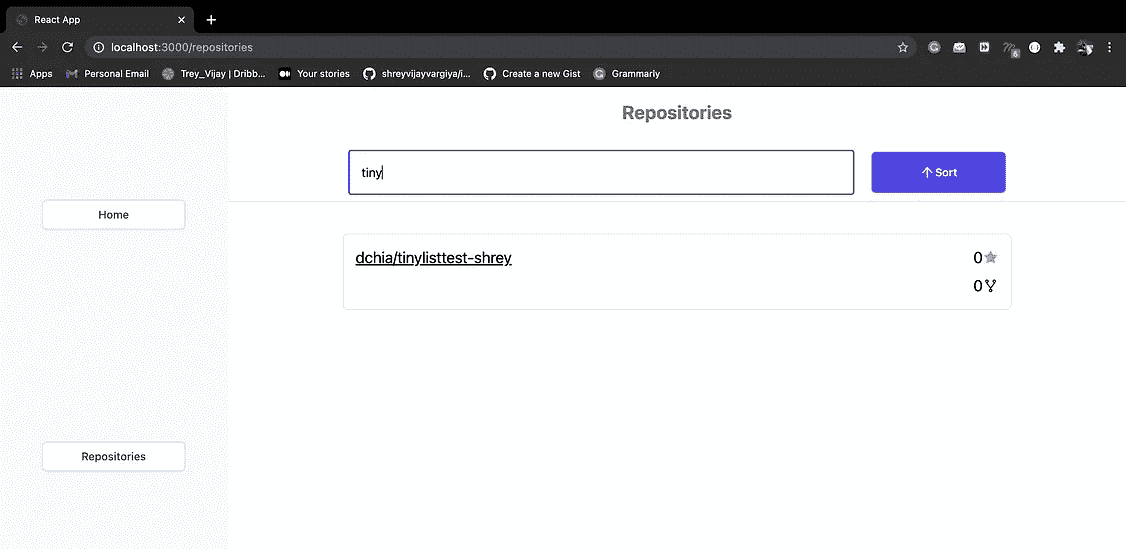 React App
localhost:3000/repositories
6
Apps
Personal Email
Trey_Vijay | Dribb...
Your stories
shreyvijayvargiya/i...
Create a new Gist
Grammarly
Repositories
tiny
Sort
Home
dchia/tinylisttest-shrey
0
0
Repositories